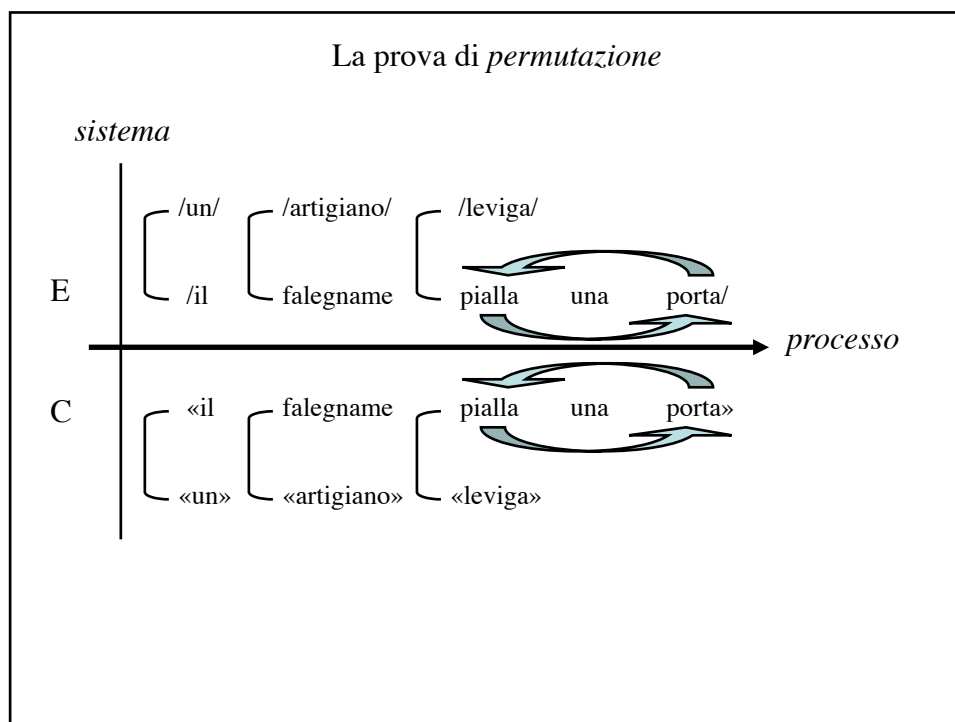 La prova di permutazione
sistema
/un/ /artigiano/ /leviga/
E /il falegname pialla una porta/
processo
C «il falegname pialla una porta»
«un» «artigiano» «leviga»